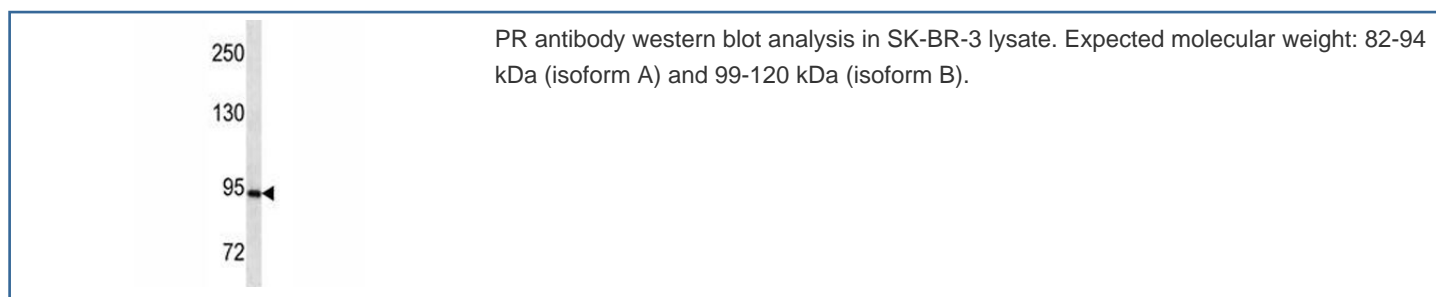 250
130
95
72
PR antibody western blot analysis in SK-BR-3 lysate. Expected molecular weight: 82-94
kDa (isoform A) and 99-120 kDa (isoform B).